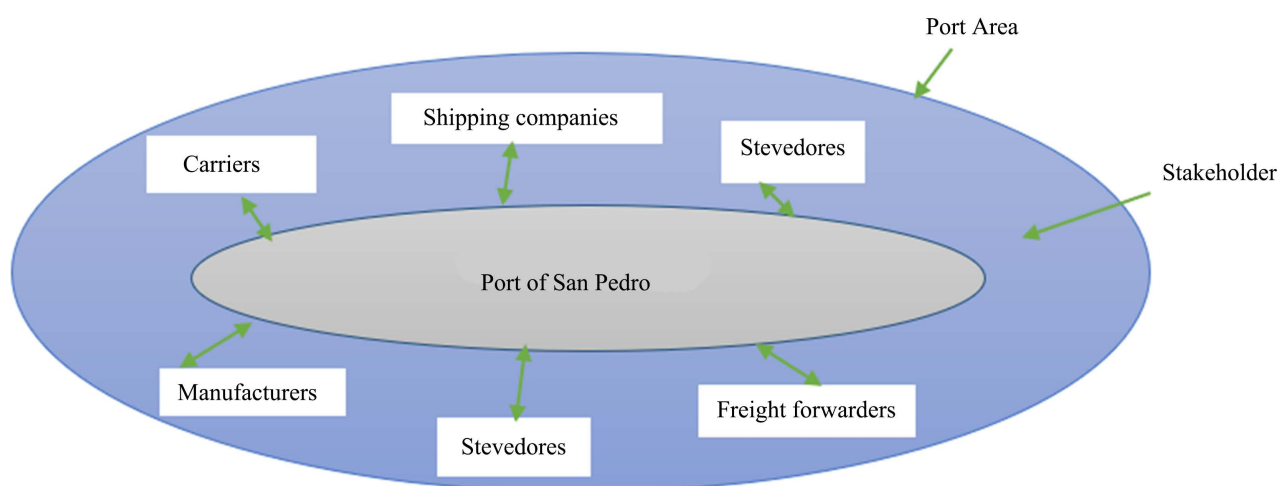 Port Area
Shipping companies
Stevedores
Carriers
Stakeholder
Port of San Pedro
Manufacturers
Freight forwarders
Stevedores